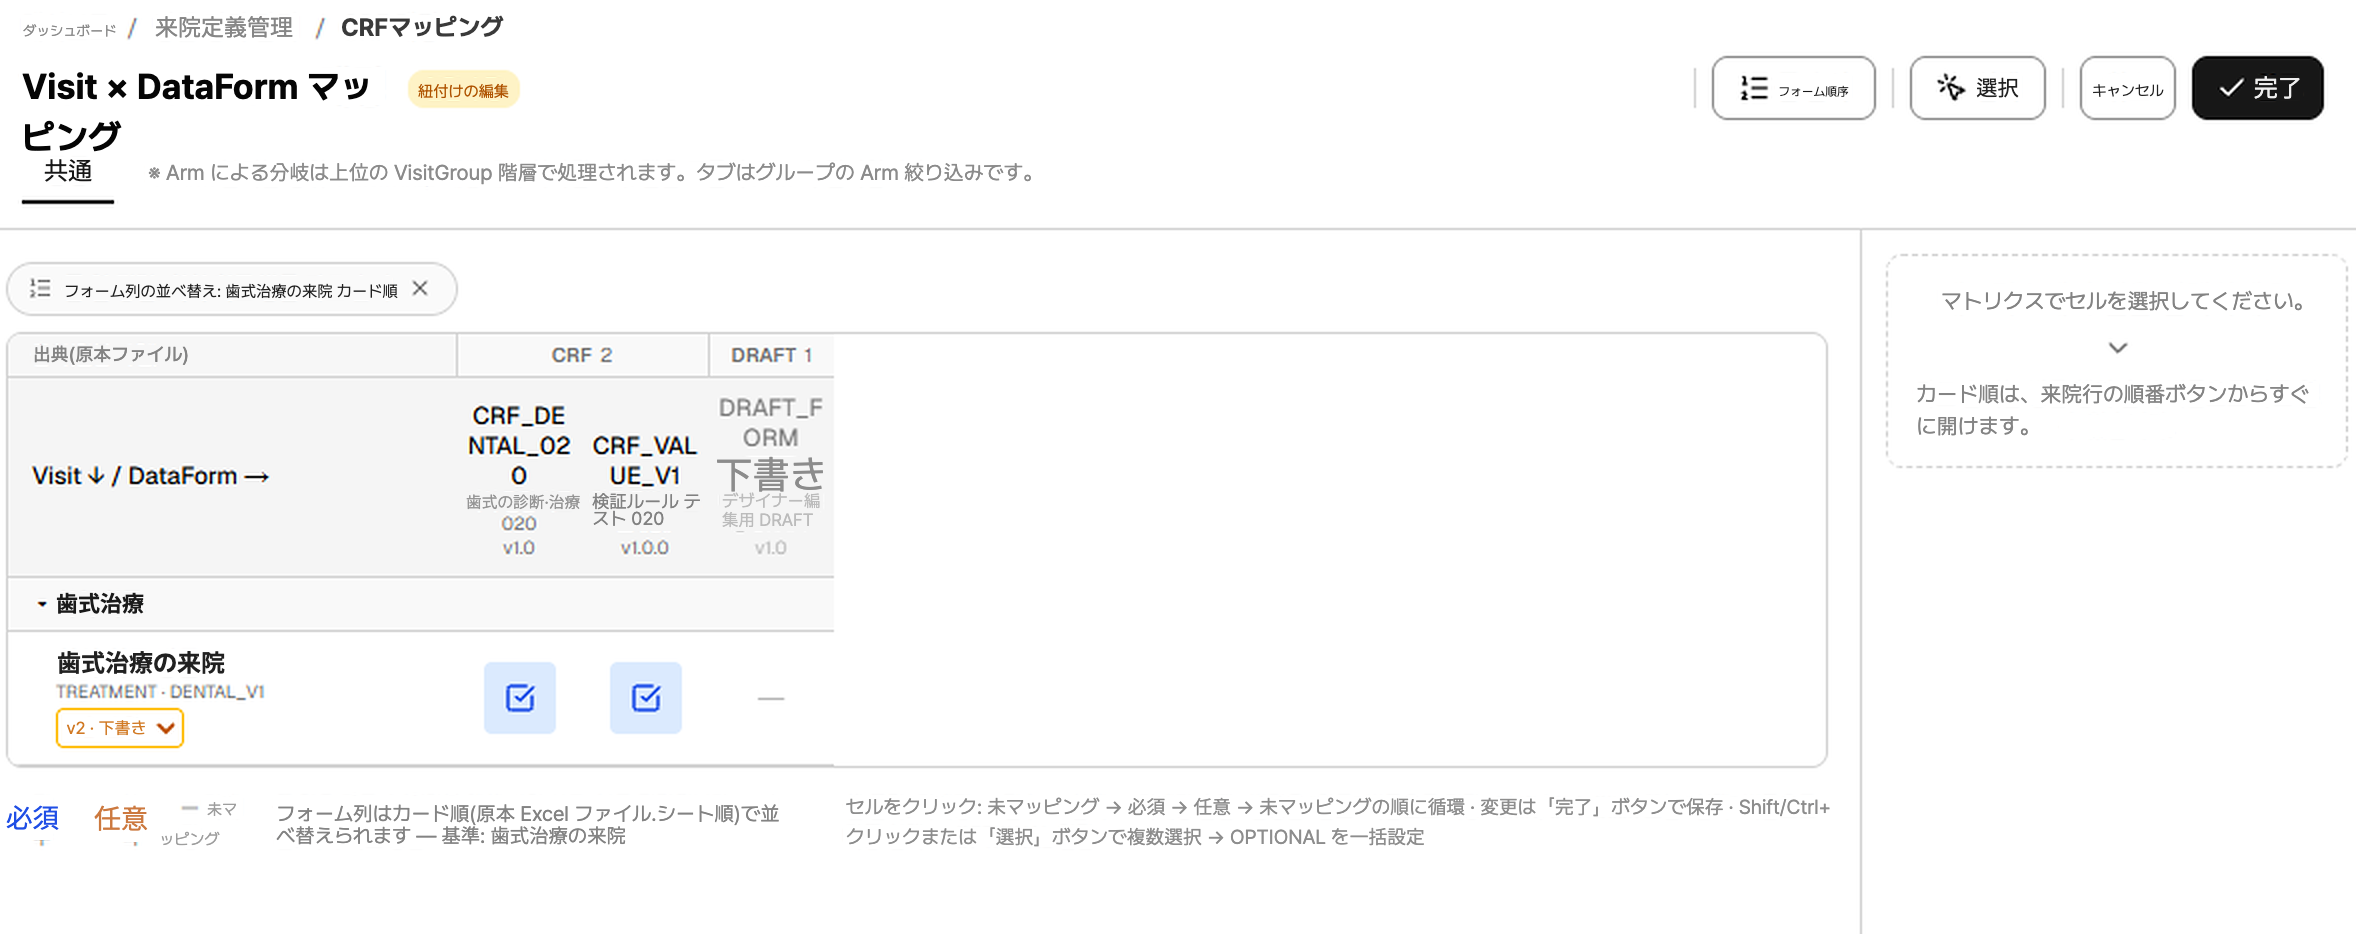 ダッシュボード / 来院定義管理 / CRFマッピング
Visit × DataForm マッ
ピング
紐付けの編集
フォーム順序
選択
キャンセル
完了
共通
※ Arm による分岐は上位の VisitGroup 階層で処理されます。タブはグループの Arm 絞り込みです。
フォーム列の並べ替え: 歯式治療の来院 カード順
マトリクスでセルを選択してください。
カード順は、来院行の順番ボタンからすぐ
に開けます。
出典(原本ファイル)
CRF 2
DRAFT 1
Visit ↓ / DataForm →
CRF_DE
NTAL_02
0
歯式の診断·治療
020
v1.0
CRF_VAL
UE_V1
検証ルール テ
スト 020
v1.0.0
DRAFT_F
ORM
下書き
デザイナー編
集用 DRAFT
v1.0
歯式治療
歯式治療の来院
TREATMENT · DENTAL_V1
v2 · 下書き
—
必須
任意
— 未マ
ッピング
フォーム列はカード順(原本 Excel ファイル.シート順)で並
べ替えられます — 基準: 歯式治療の来院
セルをクリック: 未マッピング → 必須 → 任意 → 未マッピングの順に循環 · 変更は「完了」ボタンで保存 · Shift/Ctrl+
クリックまたは「選択」ボタンで複数選択 → OPTIONAL を一括設定